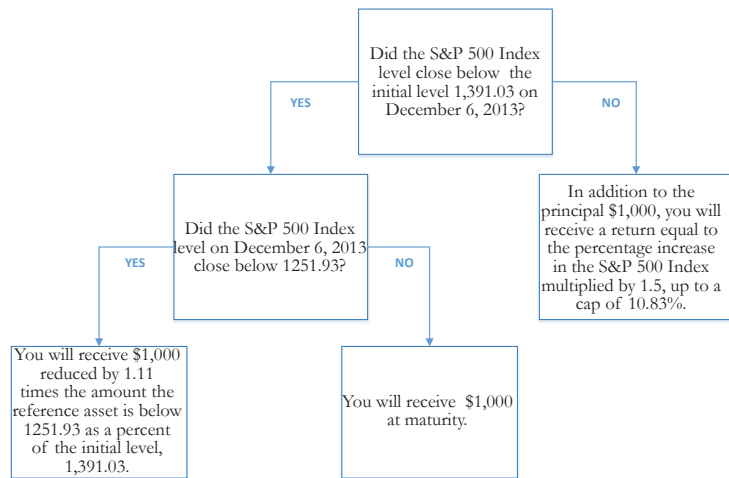 Did the S&P 500 Index
level close below the
initial level 1,391.03 on
December 6, 2013?
YES
NO
Did the S&P 500 Index
level on December 6, 2013
close below 1251.93?
In addition to the
principal $1,000, you will
receive a return equal to
the percentage increase
in the S&P 500 Index
multiplied by 1.5, up to a
cap of 10.83%.
YES
NO
You will receive $1,000
reduced by 1.11
times the amount the
reference asset is below
1251.93 as a percent
of the initial level,
1,391.03.
You will receive $1,000
at maturity.